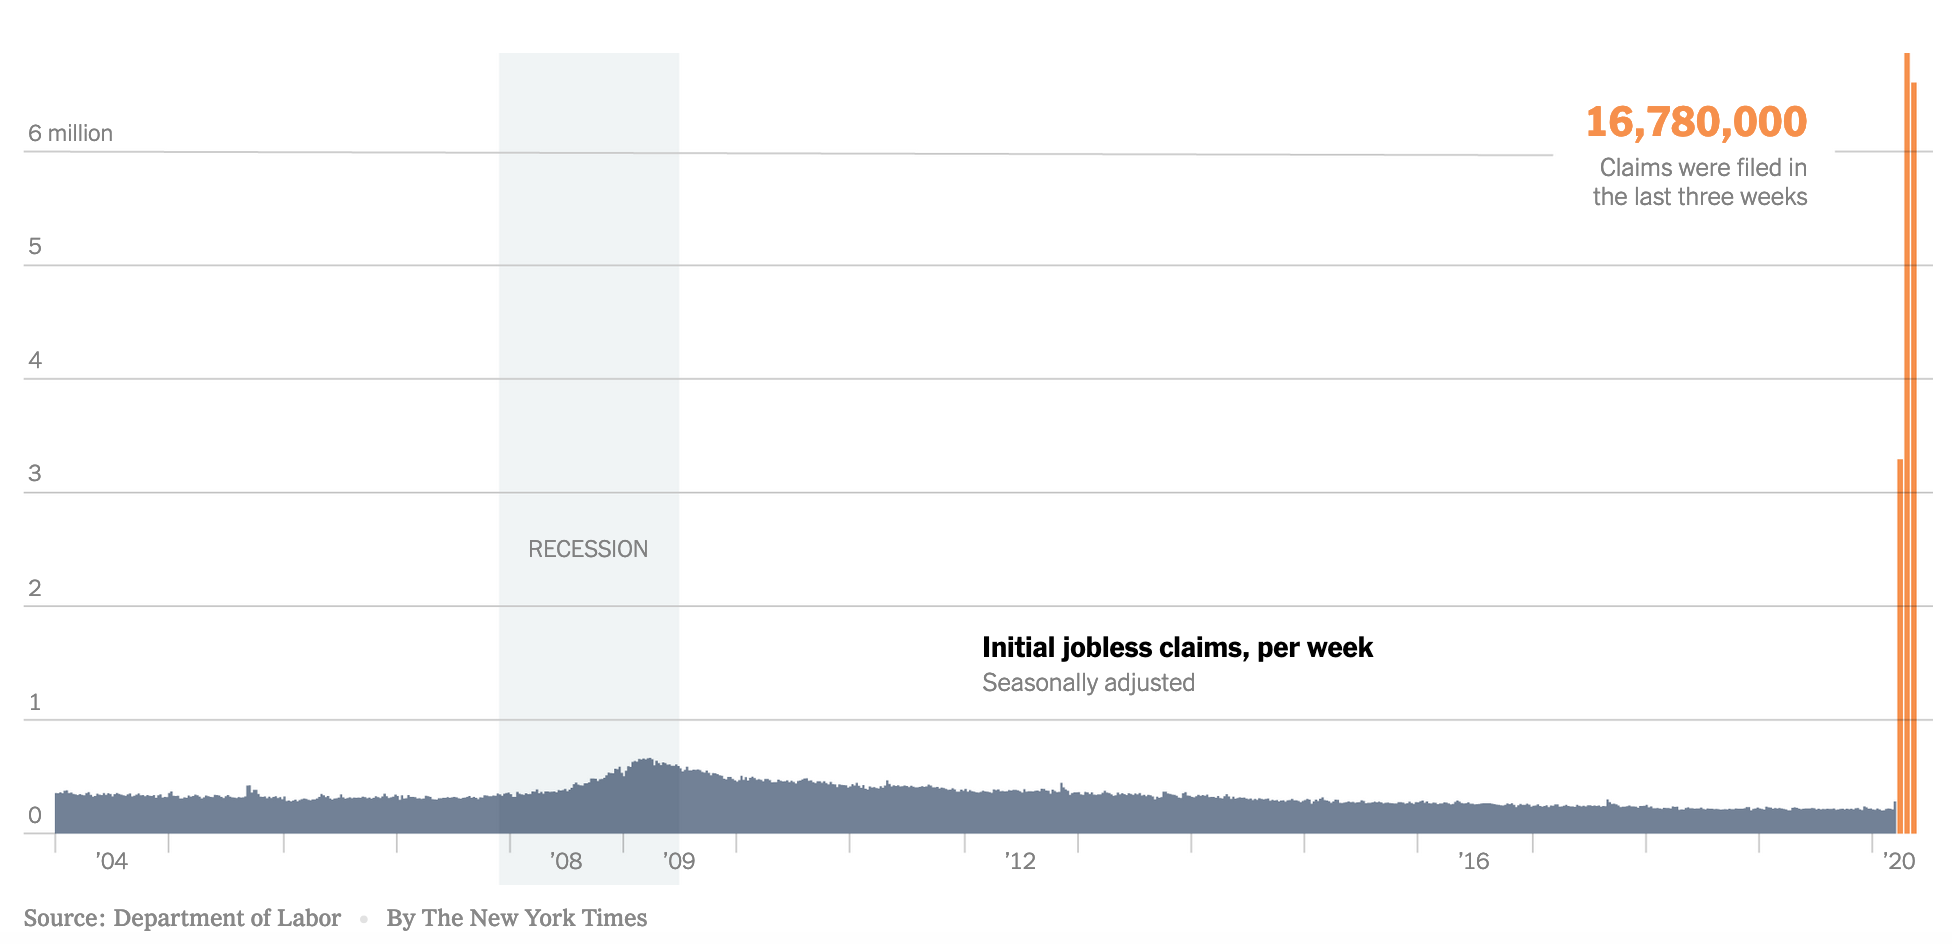 6 million
16,780,000
Claims were filed in
the last three weeks
5
4
3
RECESSION
2
Initial jobless claims, per week
Seasonally adjusted
1
0
’04 ’08 ’09 ’12 ’16 ’20
Source: Department of Labor • By The New York Times